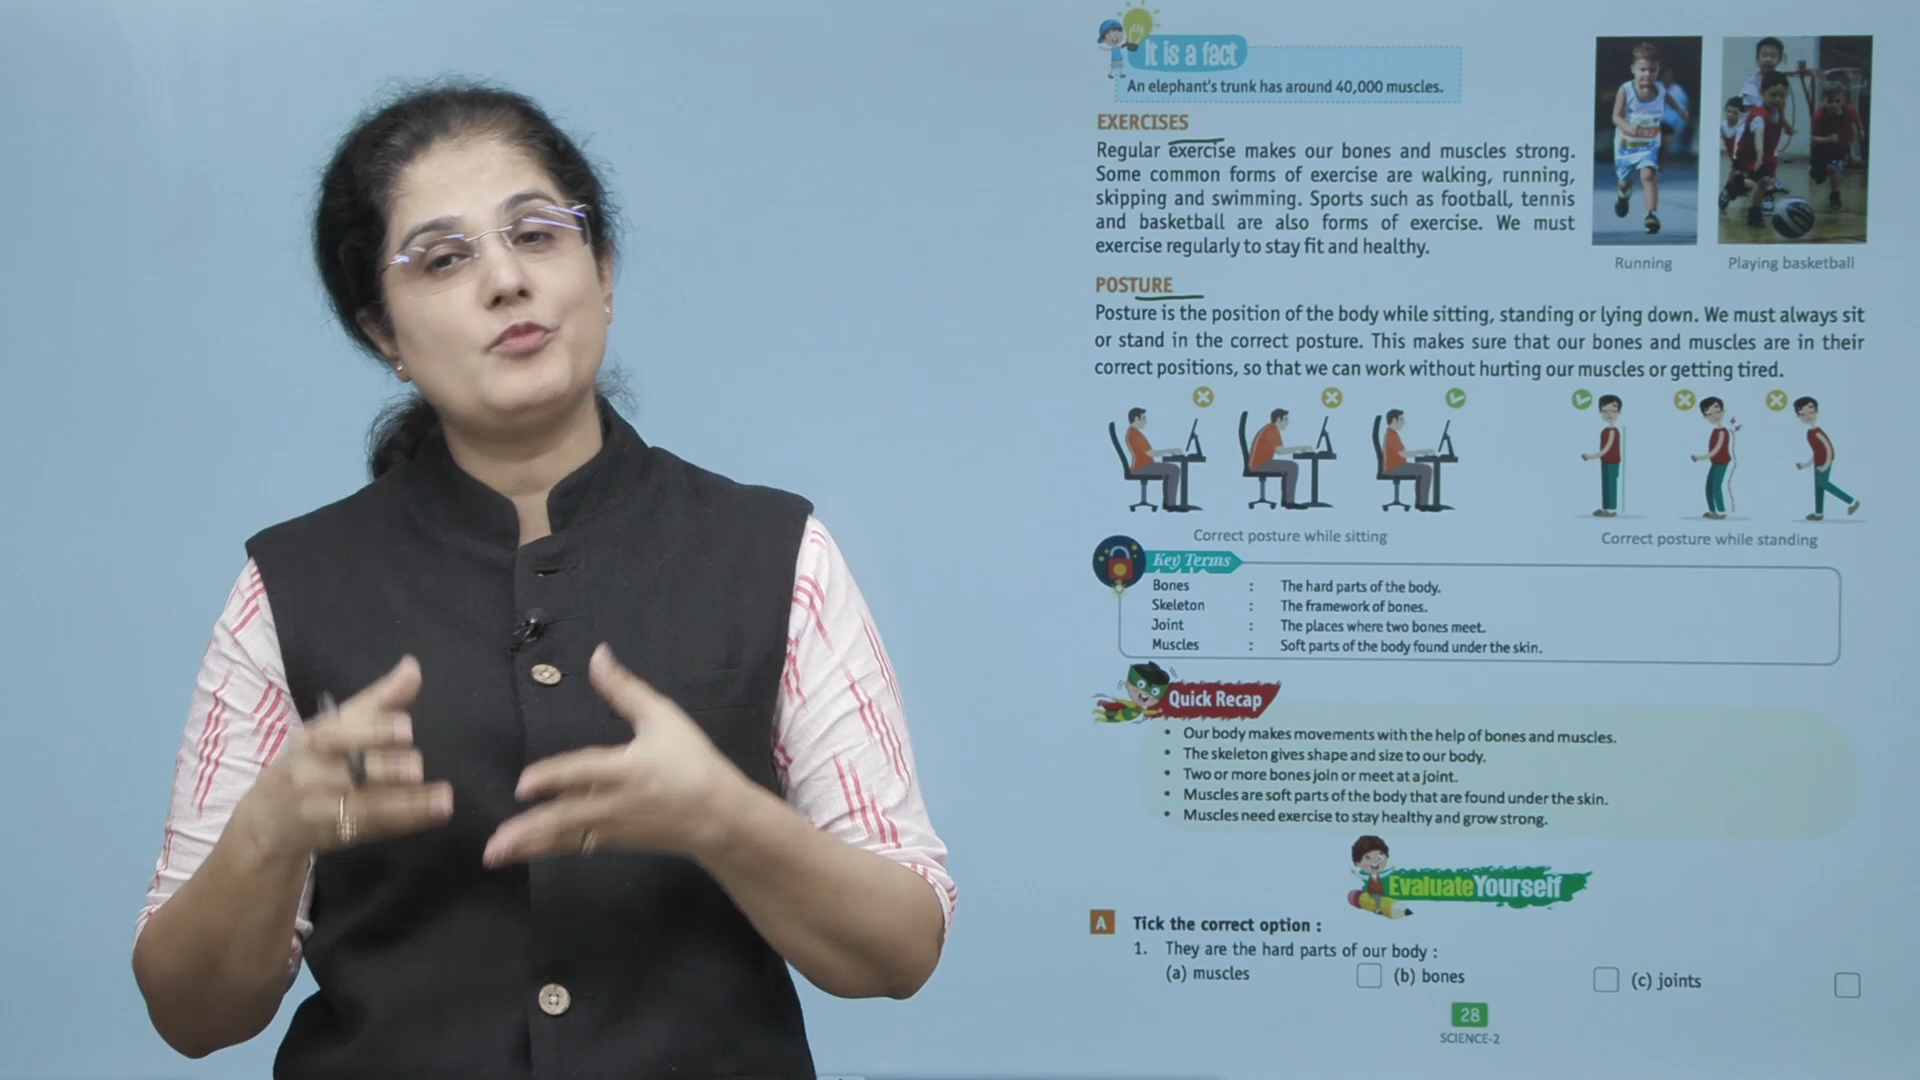 It is a fact
An elephant's trunk has around 40,000 muscles.
EXERCISES
Regular exercise makes our bones and muscles strong.
Some common forms of exercise are walking, running,
skipping and swimming. Sports such as football, tennis
and basketball are also forms of exercise. We must
exercise regularly to stay fit and healthy.
Running
Playing basketball
POSTURE
Posture is the position of the body while sitting, standing or lying down. We must always sit
or stand in the correct posture. This makes sure that our bones and muscles are in their
correct positions, so that we can work without hurting our muscles or getting tired.
Correct posture while sitting
Correct posture while standing
Key Terms
Bones : The hard parts of the body.
Skeleton : The framework of bones.
Joint : The places where two bones meet.
Muscles : Soft parts of the body found under the skin.
Quick Recap
• Our body makes movements with the help of bones and muscles.
• The skeleton gives shape and size to our body.
• Two or more bones join or meet at a joint.
• Muscles are soft parts of the body that are found under the skin.
• Muscles need exercise to stay healthy and grow strong.
Evaluate Yourself
A Tick the correct option :
1. They are the hard parts of our body :
(a) muscles (b) bones (c) joints
28
SCIENCE-2